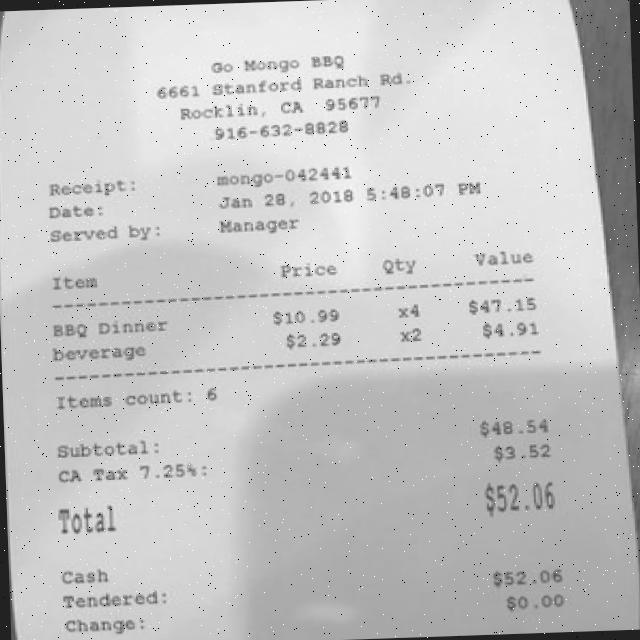 Go Mongo BBQ
6661 Stanford Ranch Rd.
Rocklin, CA 95677
916-632-8828
Receipt: mongo-042441
Date: Jan 28, 2018 5:48:07 PM
Served by: Manager
Item Price Qty Value
BBQ Dinner $10.99 x4 $47.15
beverage $2.29 x2 $4.91
Items count: 6
Subtotal: $48.54
CA Tax 7.25%: $3.52
Total $52.06
Cash
Tendered: $52.06
Change: $0.00